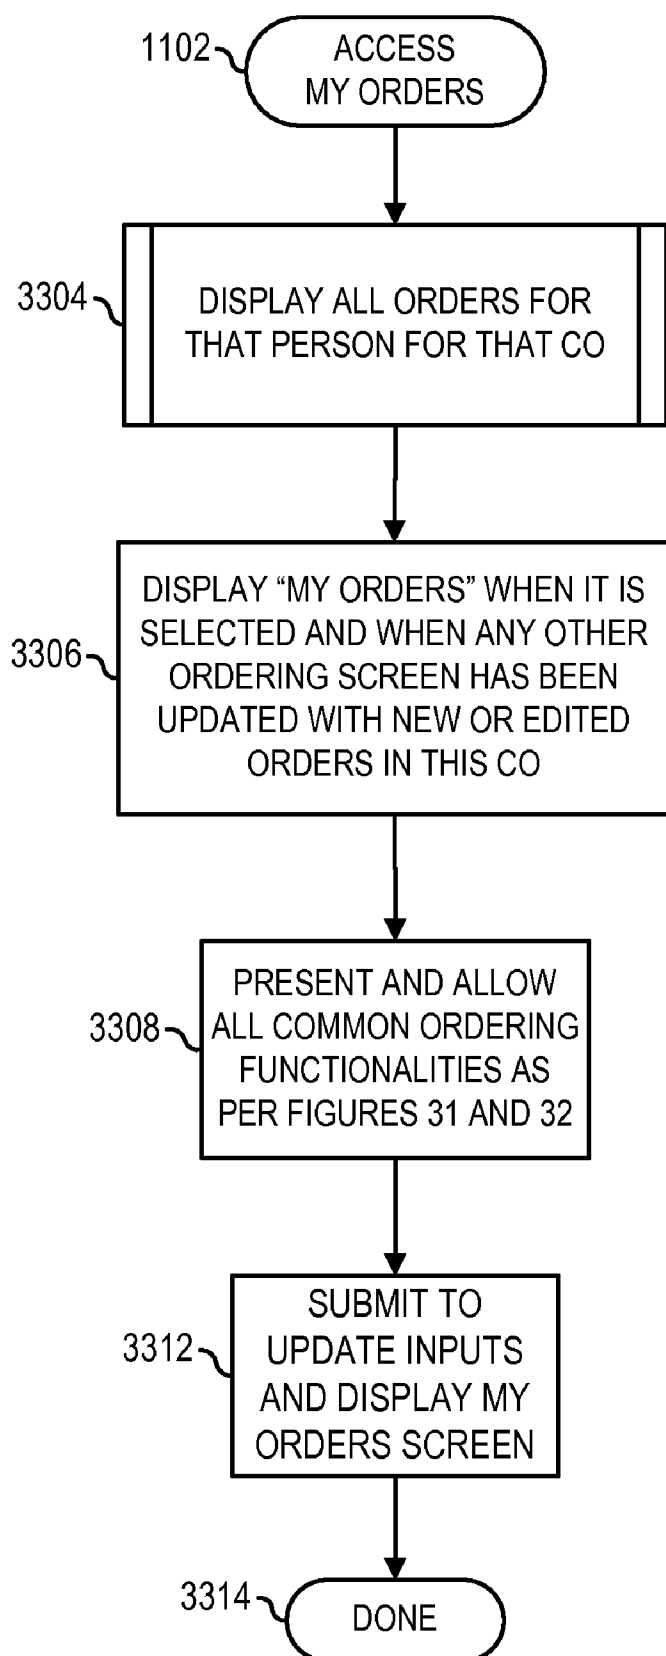 1102
ACCESS
MY ORDERS
3304
DISPLAY ALL ORDERS FOR
THAT PERSON FOR THAT CO
3306
DISPLAY “MY ORDERS” WHEN IT IS
SELECTED AND WHEN ANY OTHER
ORDERING SCREEN HAS BEEN
UPDATED WITH NEW OR EDITED
ORDERS IN THIS CO
3308
PRESENT AND ALLOW
ALL COMMON ORDERING
FUNCTIONALITIES AS
PER FIGURES 31 AND 32
3312
SUBMIT TO
UPDATE INPUTS
AND DISPLAY MY
ORDERS SCREEN
3314
DONE